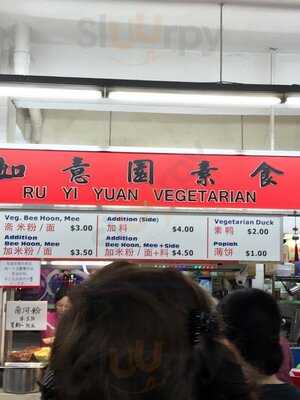 Sluurpy
如意園素食
RU YI YUAN VEGETARIAN
Veg. Bee Hoon, Mee
斋米粉/面 $3.00
Addition
Bee Hoon, Mee
加米粉/面 $3.50
Addition (Side)
加料 $4.00
Addition
Bee Hoon, Mee + Side
加米粉/面+料 $4.50
Vegetarian Duck
素鸭 $2.00
Popiah
薄饼 $1.00